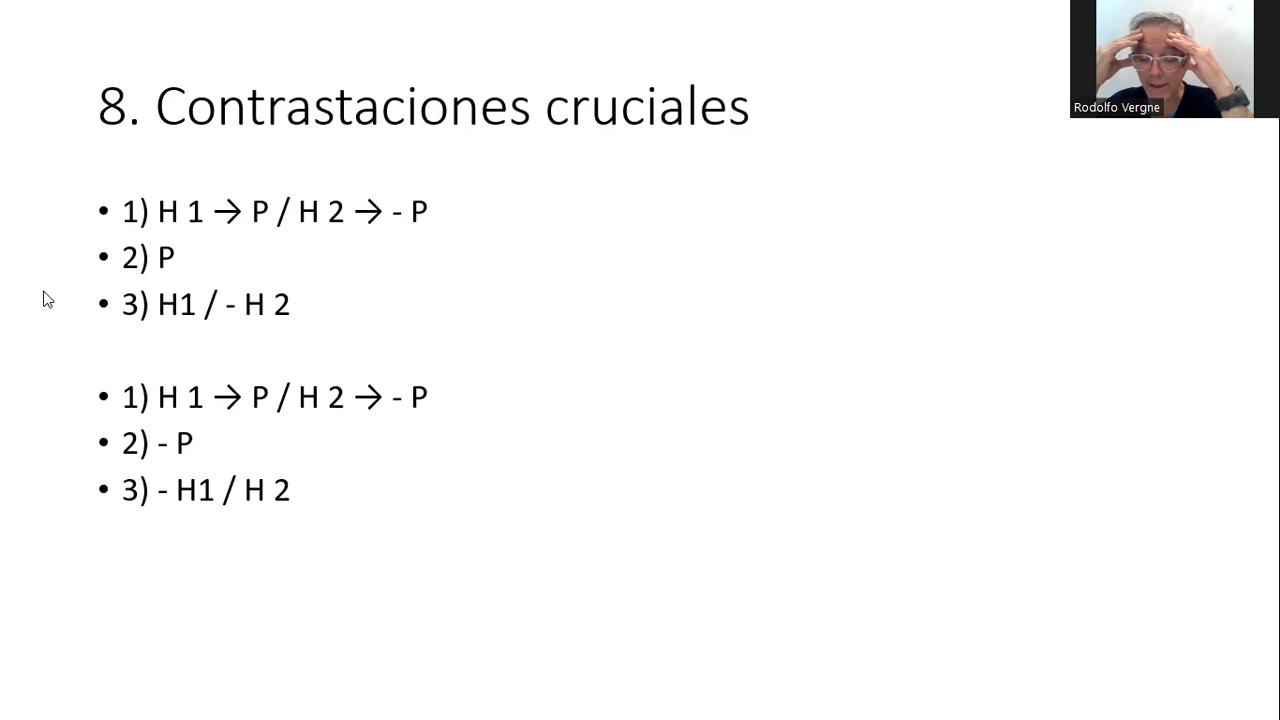 8. Contrastaciones cruciales
• 1) H 1 → P / H 2 → - P
• 2) P
• 3) H1 / - H 2
• 1) H 1 → P / H 2 → - P
• 2) - P
• 3) - H1 / H 2
Rodolfo Vergne